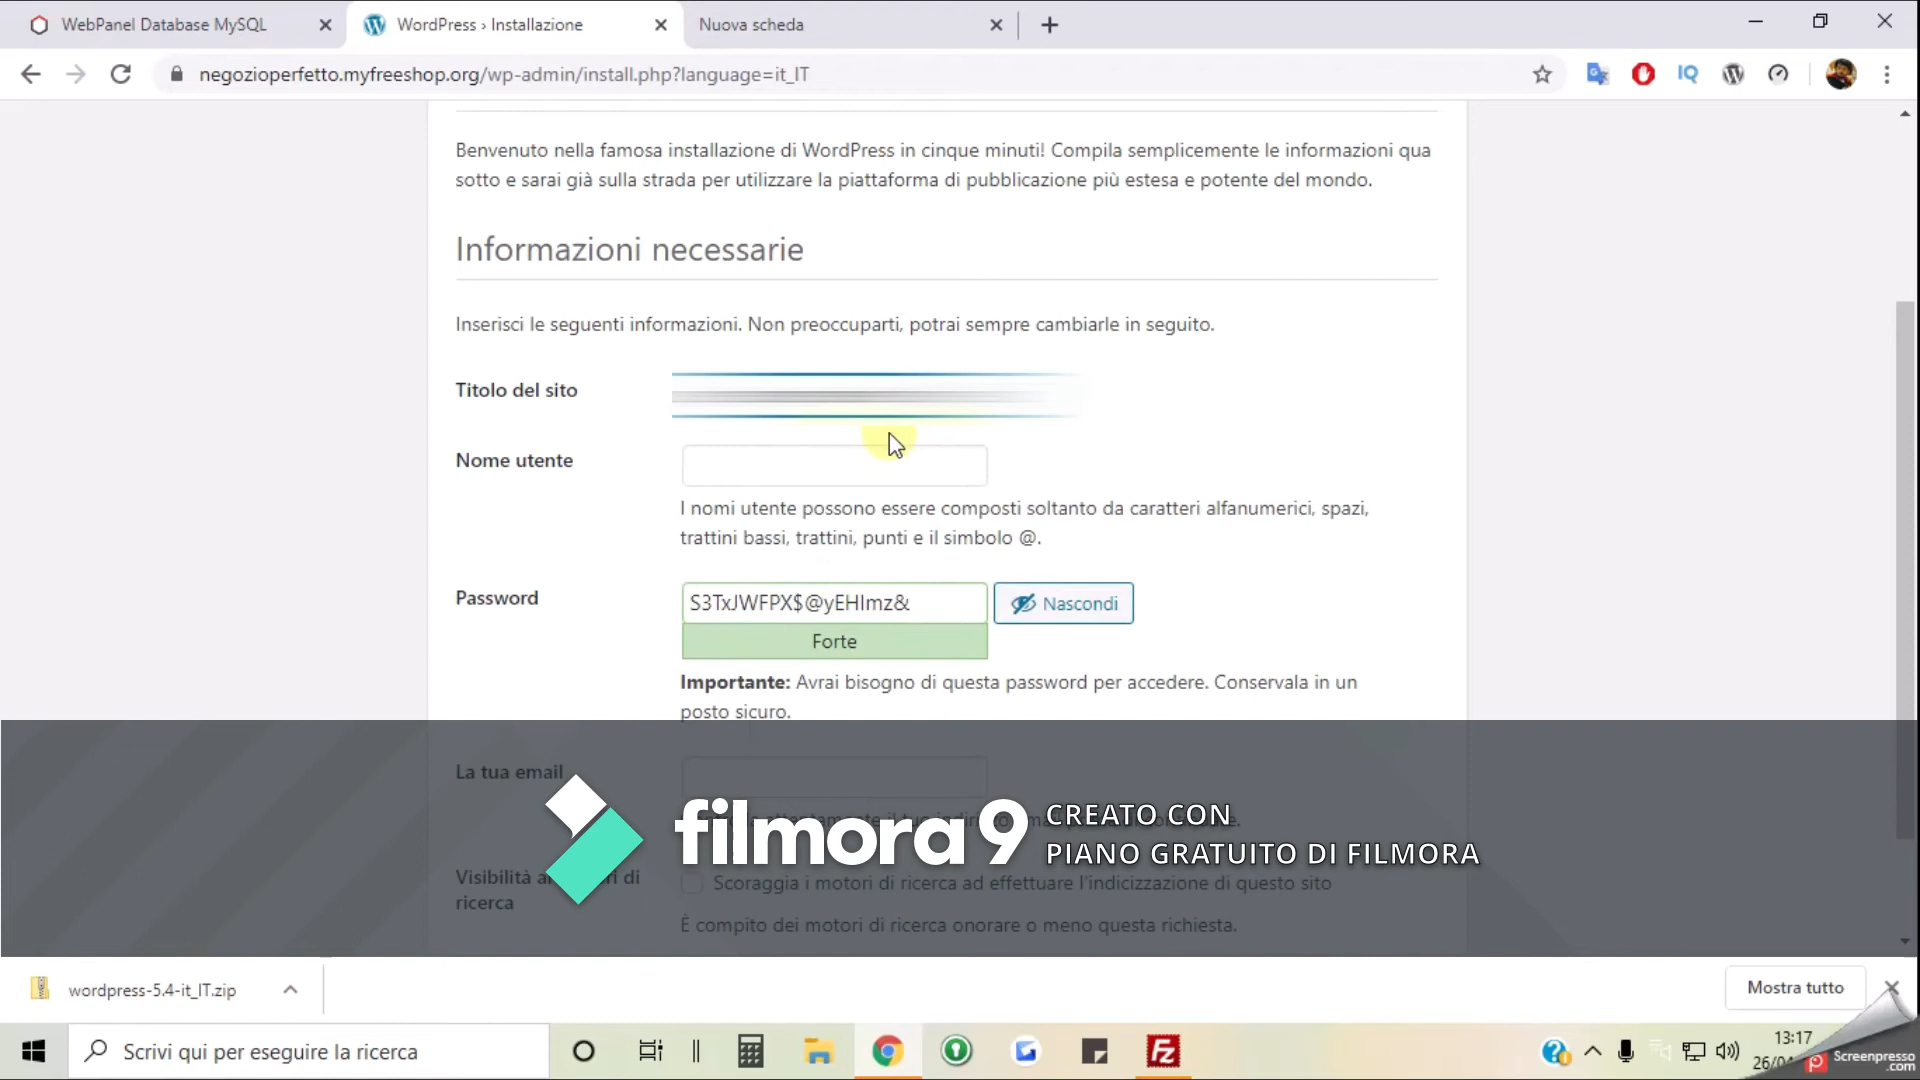 WebPanel Database MySQL
WordPress › Installazione
Nuova scheda
negozioperfetto.myfreeshop.org/wp-admin/install.php?language=it_IT
IQ
Benvenuto nella famosa installazione di WordPress in cinque minuti! Compila semplicemente le informazioni qua
sotto e sarai già sulla strada per utilizzare la piattaforma di pubblicazione più estesa e potente del mondo.
Informazioni necessarie
Inserisci le seguenti informazioni. Non preoccuparti, potrai sempre cambiarle in seguito.
Titolo del sito
Nome utente
I nomi utente possono essere composti soltanto da caratteri alfanumerici, spazi,
trattini bassi, trattini, punti e il simbolo @.
Password
S3TxJWFPX$@yEHImz&
Nascondi
Forte
Importante: Avrai bisogno di questa password per accedere. Conservala in un
posto sicuro.
La tua email
filmora9
CREATO CON
PIANO GRATUITO DI FILMORA
Visibilità di
ricerca
Scoraggia i motori di ricerca ad effettuare l'indicizzazione di questo sito
È compito dei motori di ricerca onorare o meno questa richiesta.
wordpress-5.4-it_IT.zip
Mostra tutto
Scrivi qui per eseguire la ricerca
13:17
Screenpresso
.com